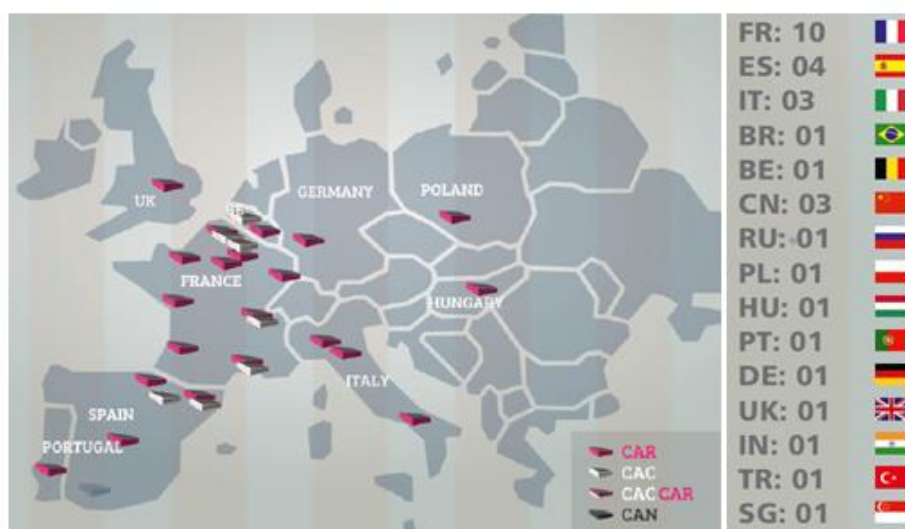 UK
GERMANY
POLAND
FRANCE
HUNGARY
ITALY
SPAIN
PORTUGAL
CAR
CAC
CAC CAR
CAN
FR: 10
ES: 04
IT: 03
BR: 01
BE: 01
CN: 03
RU: 01
PL: 01
HU: 01
PT: 01
DE: 01
UK: 01
IN: 01
TR: 01
SG: 01